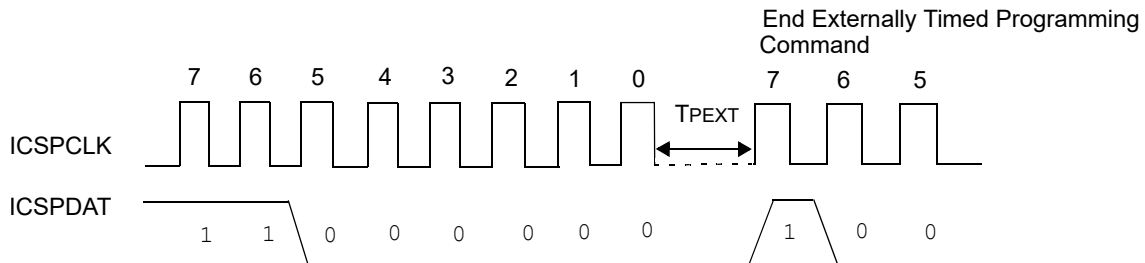 End Externally Timed Programming
Command
7 6 5 4 3 2 1 0 7 6 5
TPEXT
ICSPCLK
ICSPDAT
1 1 0 0 0 0 0 0 1 0 0